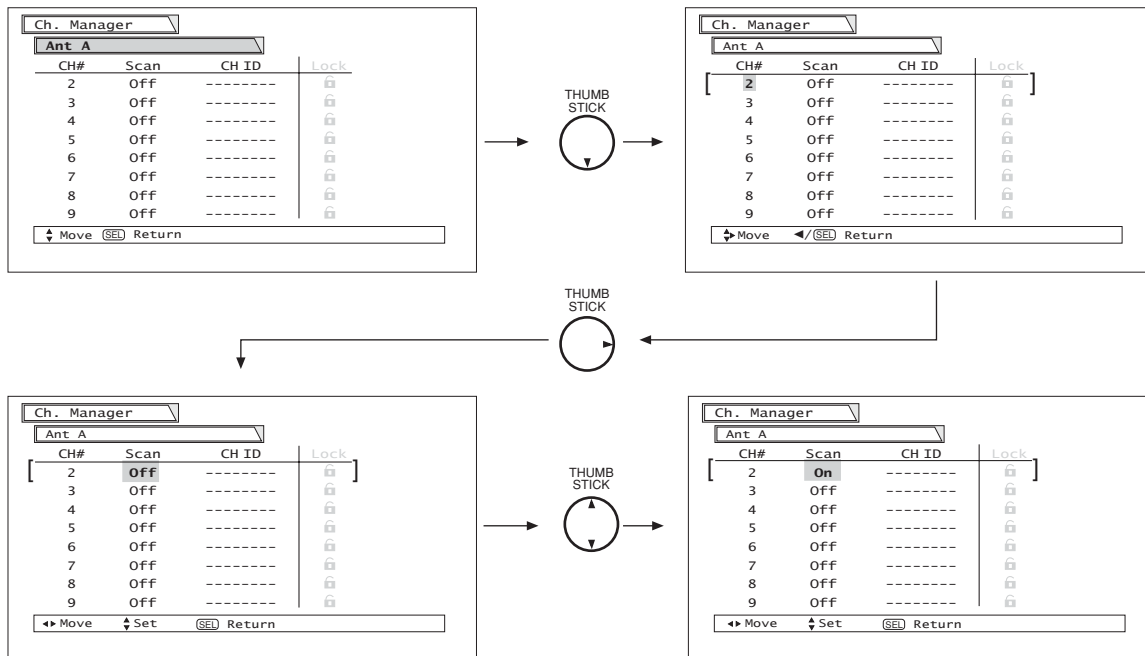 Ch. Manager
Ant A
CH# Scan CH ID Lock
2 Off --------
3 Off --------
4 Off --------
5 Off --------
6 Off --------
7 Off --------
8 Off --------
9 Off --------
Move SEL Return
THUMB
STICK
Ch. Manager
Ant A
CH# Scan CH ID Lock
[ 2 Off -------- ]
3 Off --------
4 Off --------
5 Off --------
6 Off --------
7 Off --------
8 Off --------
9 Off --------
Move ◄/SEL Return
THUMB
STICK
Ch. Manager
Ant A
CH# Scan CH ID Lock
[ 2 Off -------- ]
3 Off --------
4 Off --------
5 Off --------
6 Off --------
7 Off --------
8 Off --------
9 Off --------
Move Set SEL Return
THUMB
STICK
Ch. Manager
Ant A
CH# Scan CH ID Lock
[ 2 On -------- ]
3 Off --------
4 Off --------
5 Off --------
6 Off --------
7 Off --------
8 Off --------
9 Off --------
Move Set SEL Return